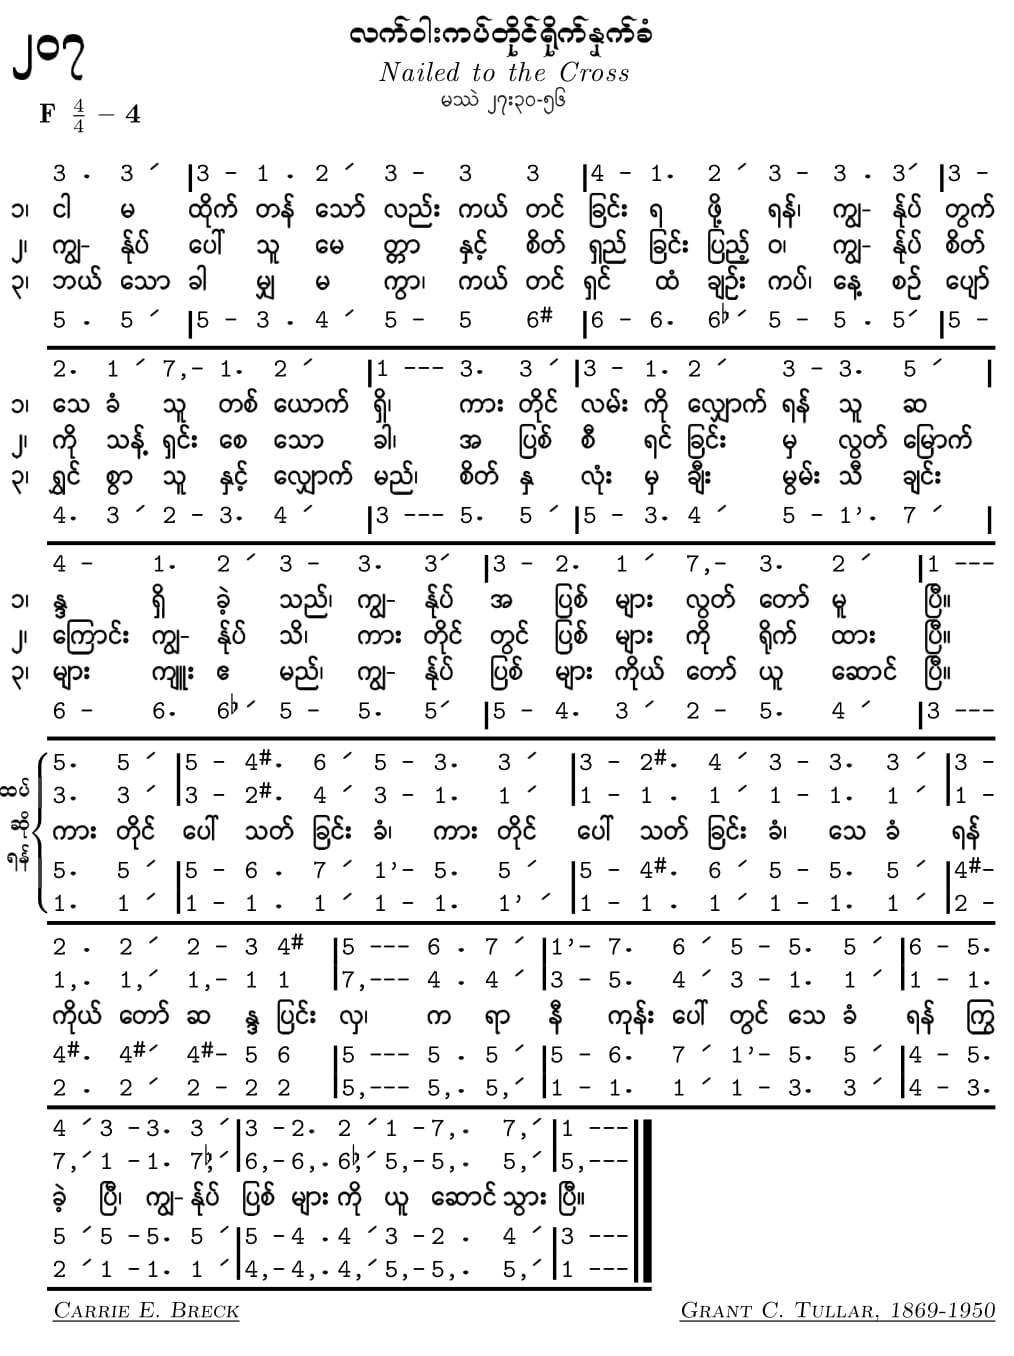 ၂၀၇
လက်ဝါးကပ်တိုင်ရိုက်နှက်ခံ
Nailed to the Cross
မဿဲ ၂၇း၃၀-၅၆
F 4/4 – 4
3 . 3 ˊ |3 – 1 . 2 ˊ 3 – 3 3 |4 – 1. 2 ˊ 3 – 3 . 3ˊ |3 –
၁၊ ငါ မ ထိုက် တန် သော် လည်း ကယ် တင် ခြင်း ရ ဖို့ ရန်၊ ကျွ- န်ုပ် တွက်
၂၊ ကျွ- န်ုပ် ပေါ် သူ မေ တ္တာ နှင့် စိတ် ရှည် ခြင်း ပြည့် ဝ၊ ကျွ- န်ုပ် စိတ်
၃၊ ဘယ် သော ခါ မျှ မ ကွာ၊ ကယ် တင် ရှင် ထံ ချဉ်း ကပ်၊ နေ့ စဉ် ပျော်
5 . 5 ˊ |5 – 3 . 4 ˊ 5 – 5 6# |6 – 6. 6♭ˊ 5 – 5 . 5ˊ |5 –
2. 1 ˊ 7,– 1. 2 ˊ |1 --- 3. 3 ˊ |3 – 1. 2 ˊ 3 – 3. 5 ˊ |
၁၊ သေ ခံ သူ တစ် ယောက် ရှိ၊ ကား တိုင် လမ်း ကို လျှောက် ရန် သူ ဆ
၂၊ ကို သန့် ရှင်း စေ သော ခါ၊ အ ပြစ် စီ ရင် ခြင်း မှ လွတ် မြောက်
၃၊ ရွှင် စွာ သူ နှင့် လျှောက် မည်၊ စိတ် နှ လုံး မှ ချီး မွမ်း သီ ချင်း
4. 3 ˊ 2 – 3. 4 ˊ |3 --- 5. 5 ˊ |5 – 3. 4 ˊ 5 – 1’. 7 ˊ |
4 – 1. 2 ˊ 3 – 3. 3ˊ |3 – 2. 1 ˊ 7,– 3. 2 ˊ |1 ---
၁၊ န္ဒ ရှိ ခဲ့ သည်၊ ကျွ- န်ုပ် အ ပြစ် များ လွတ် တော် မူ ပြီ။
၂၊ ကြောင်း ကျွ- န်ုပ် သိ၊ ကား တိုင် တွင် ပြစ် များ ကို ရိုက် ထား ပြီ။
၃၊ များ ကျူး ဧ မည်၊ ကျွ- န်ုပ် ပြစ် များ ကိုယ် တော် ယူ ဆောင် ပြီ။
6 – 6. 6♭ˊ 5 – 5. 5ˊ |5 – 4. 3 ˊ 2 – 5. 4 ˊ |3 ---
5. 5 ˊ |5 – 4#. 6 ˊ 5 – 3. 3 ˊ |3 – 2#. 4 ˊ 3 – 3. 3 ˊ |3 –
3. 3 ˊ |3 – 2#. 4 ˊ 3 – 1. 1 ˊ |1 – 1 . 1 ˊ 1 – 1. 1 ˊ |1 –
ထပ် ဆို ရန် ကား တိုင် ပေါ် သတ် ခြင်း ခံ၊ ကား တိုင် ပေါ် သတ် ခြင်း ခံ၊ သေ ခံ ရန်
5. 5 ˊ |5 – 6 . 7 ˊ 1’– 5. 5 ˊ |5 – 4#. 6 ˊ 5 – 5. 5 ˊ |4#–
1. 1 ˊ |1 – 1 . 1 ˊ 1 – 1. 1’ ˊ |1 – 1 . 1 ˊ 1 – 1. 1 ˊ |2 –
2 . 2 ˊ 2 – 3 4# |5 --- 6 . 7 ˊ |1’– 7. 6 ˊ 5 – 5. 5 ˊ |6 – 5.
1,. 1,ˊ 1,– 1 1 |7,--- 4 . 4 ˊ |3 – 5. 4 ˊ 3 – 1. 1 ˊ |1 – 1.
ကိုယ် တော် ဆ န္ဒ ပြင်း လှ၊ က ရာ နီ ကုန်း ပေါ် တွင် သေ ခံ ရန် ကြွ
4#. 4#ˊ 4#– 5 6 |5 --- 5 . 5 ˊ |5 – 6. 7 ˊ 1’– 5. 5 ˊ |4 – 5.
2 . 2 ˊ 2 – 2 2 |5,--- 5,. 5,ˊ |1 – 1. 1 ˊ 1 – 3. 3 ˊ |4 – 3.
4 ˊ 3 –3. 3 ˊ |3 –2. 2 ˊ 1 –7,. 7,ˊ |1 ---
7,ˊ 1 –1. 7♭,ˊ |6,–6,. 6♭,ˊ 5,–5,. 5,ˊ |5,---
ခဲ့ ပြီ၊ ကျွ- န်ုပ် ပြစ် များ ကို ယူ ဆောင် သွား ပြီ။
5 ˊ 5 –5. 5 ˊ |5 –4 . 4 ˊ 3 –2 . 4 ˊ |3 ---
2 ˊ 1 –1. 1 ˊ |4,–4,. 4,ˊ 5,–5,. 5,ˊ |1 ---
CARRIE E. BRECK
GRANT C. TULLAR, 1869-1950